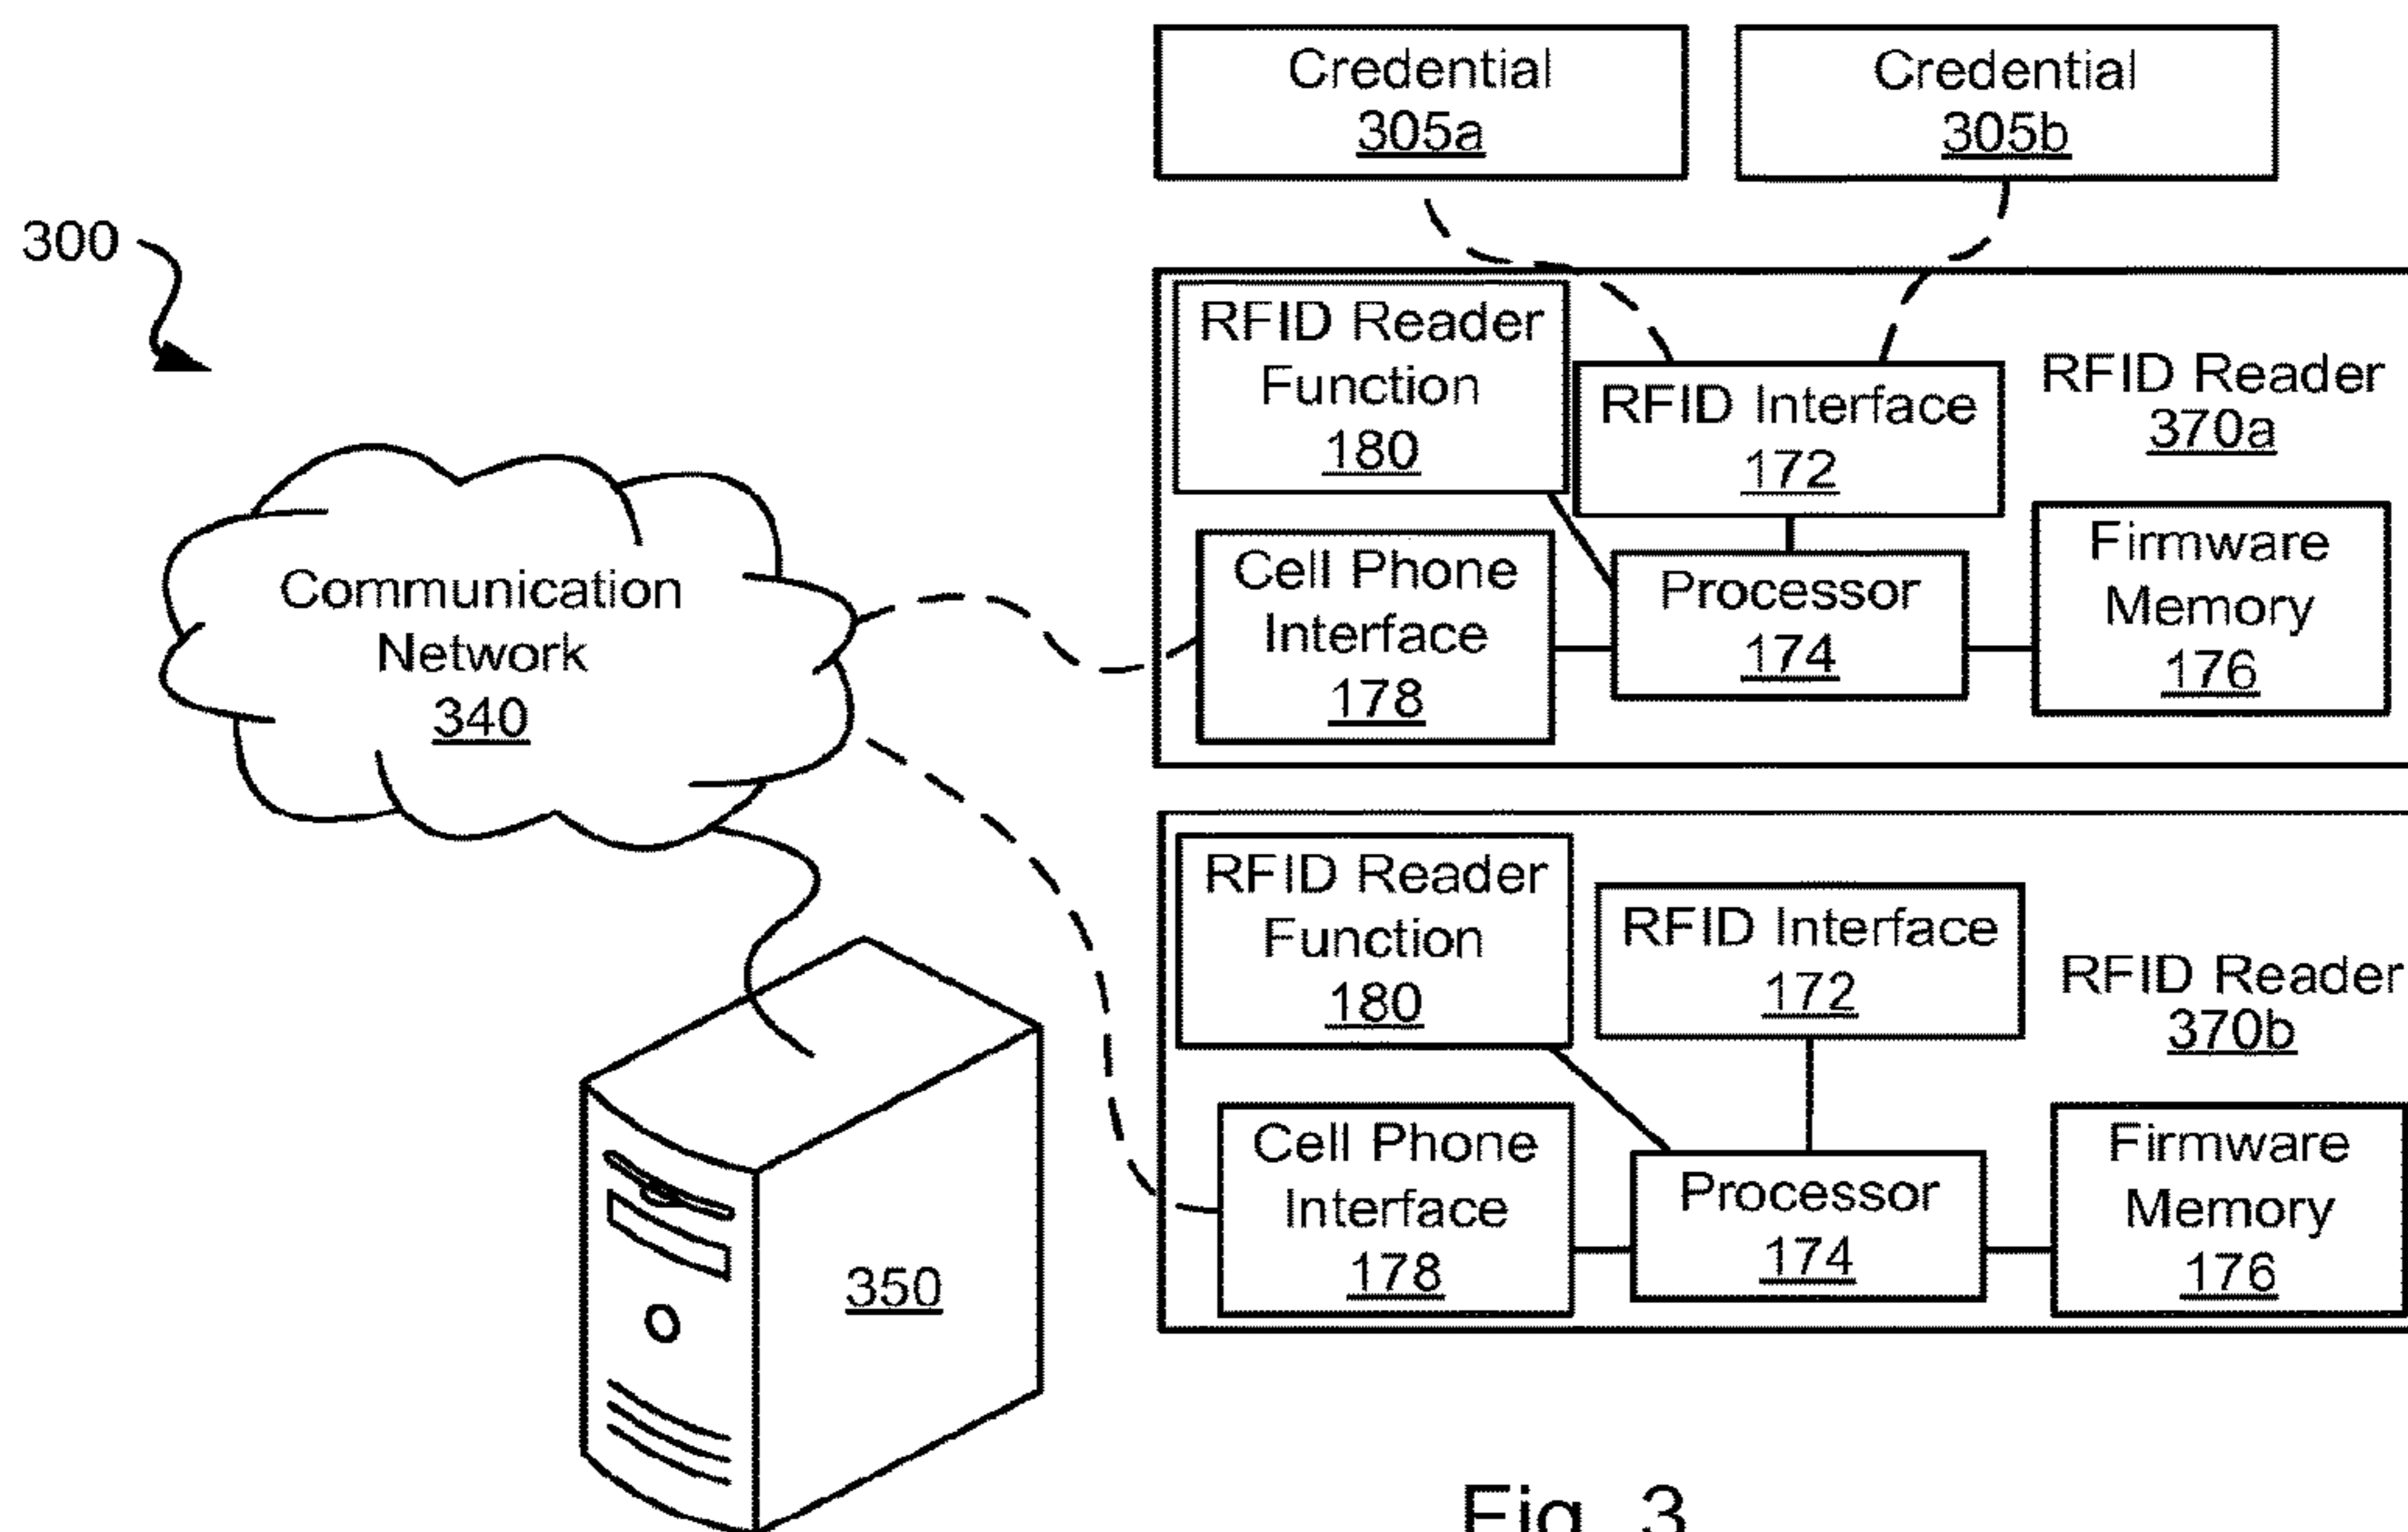 Credential
305a
Credential
305b
300
RFID Reader
Function
180
RFID Interface
172
RFID Reader
370a
Cell Phone
Interface
178
Processor
174
Firmware
Memory
176
Communication
Network
340
RFID Reader
Function
180
RFID Interface
172
RFID Reader
370b
Cell Phone
Interface
178
Processor
174
Firmware
Memory
176
350
Fig. 3